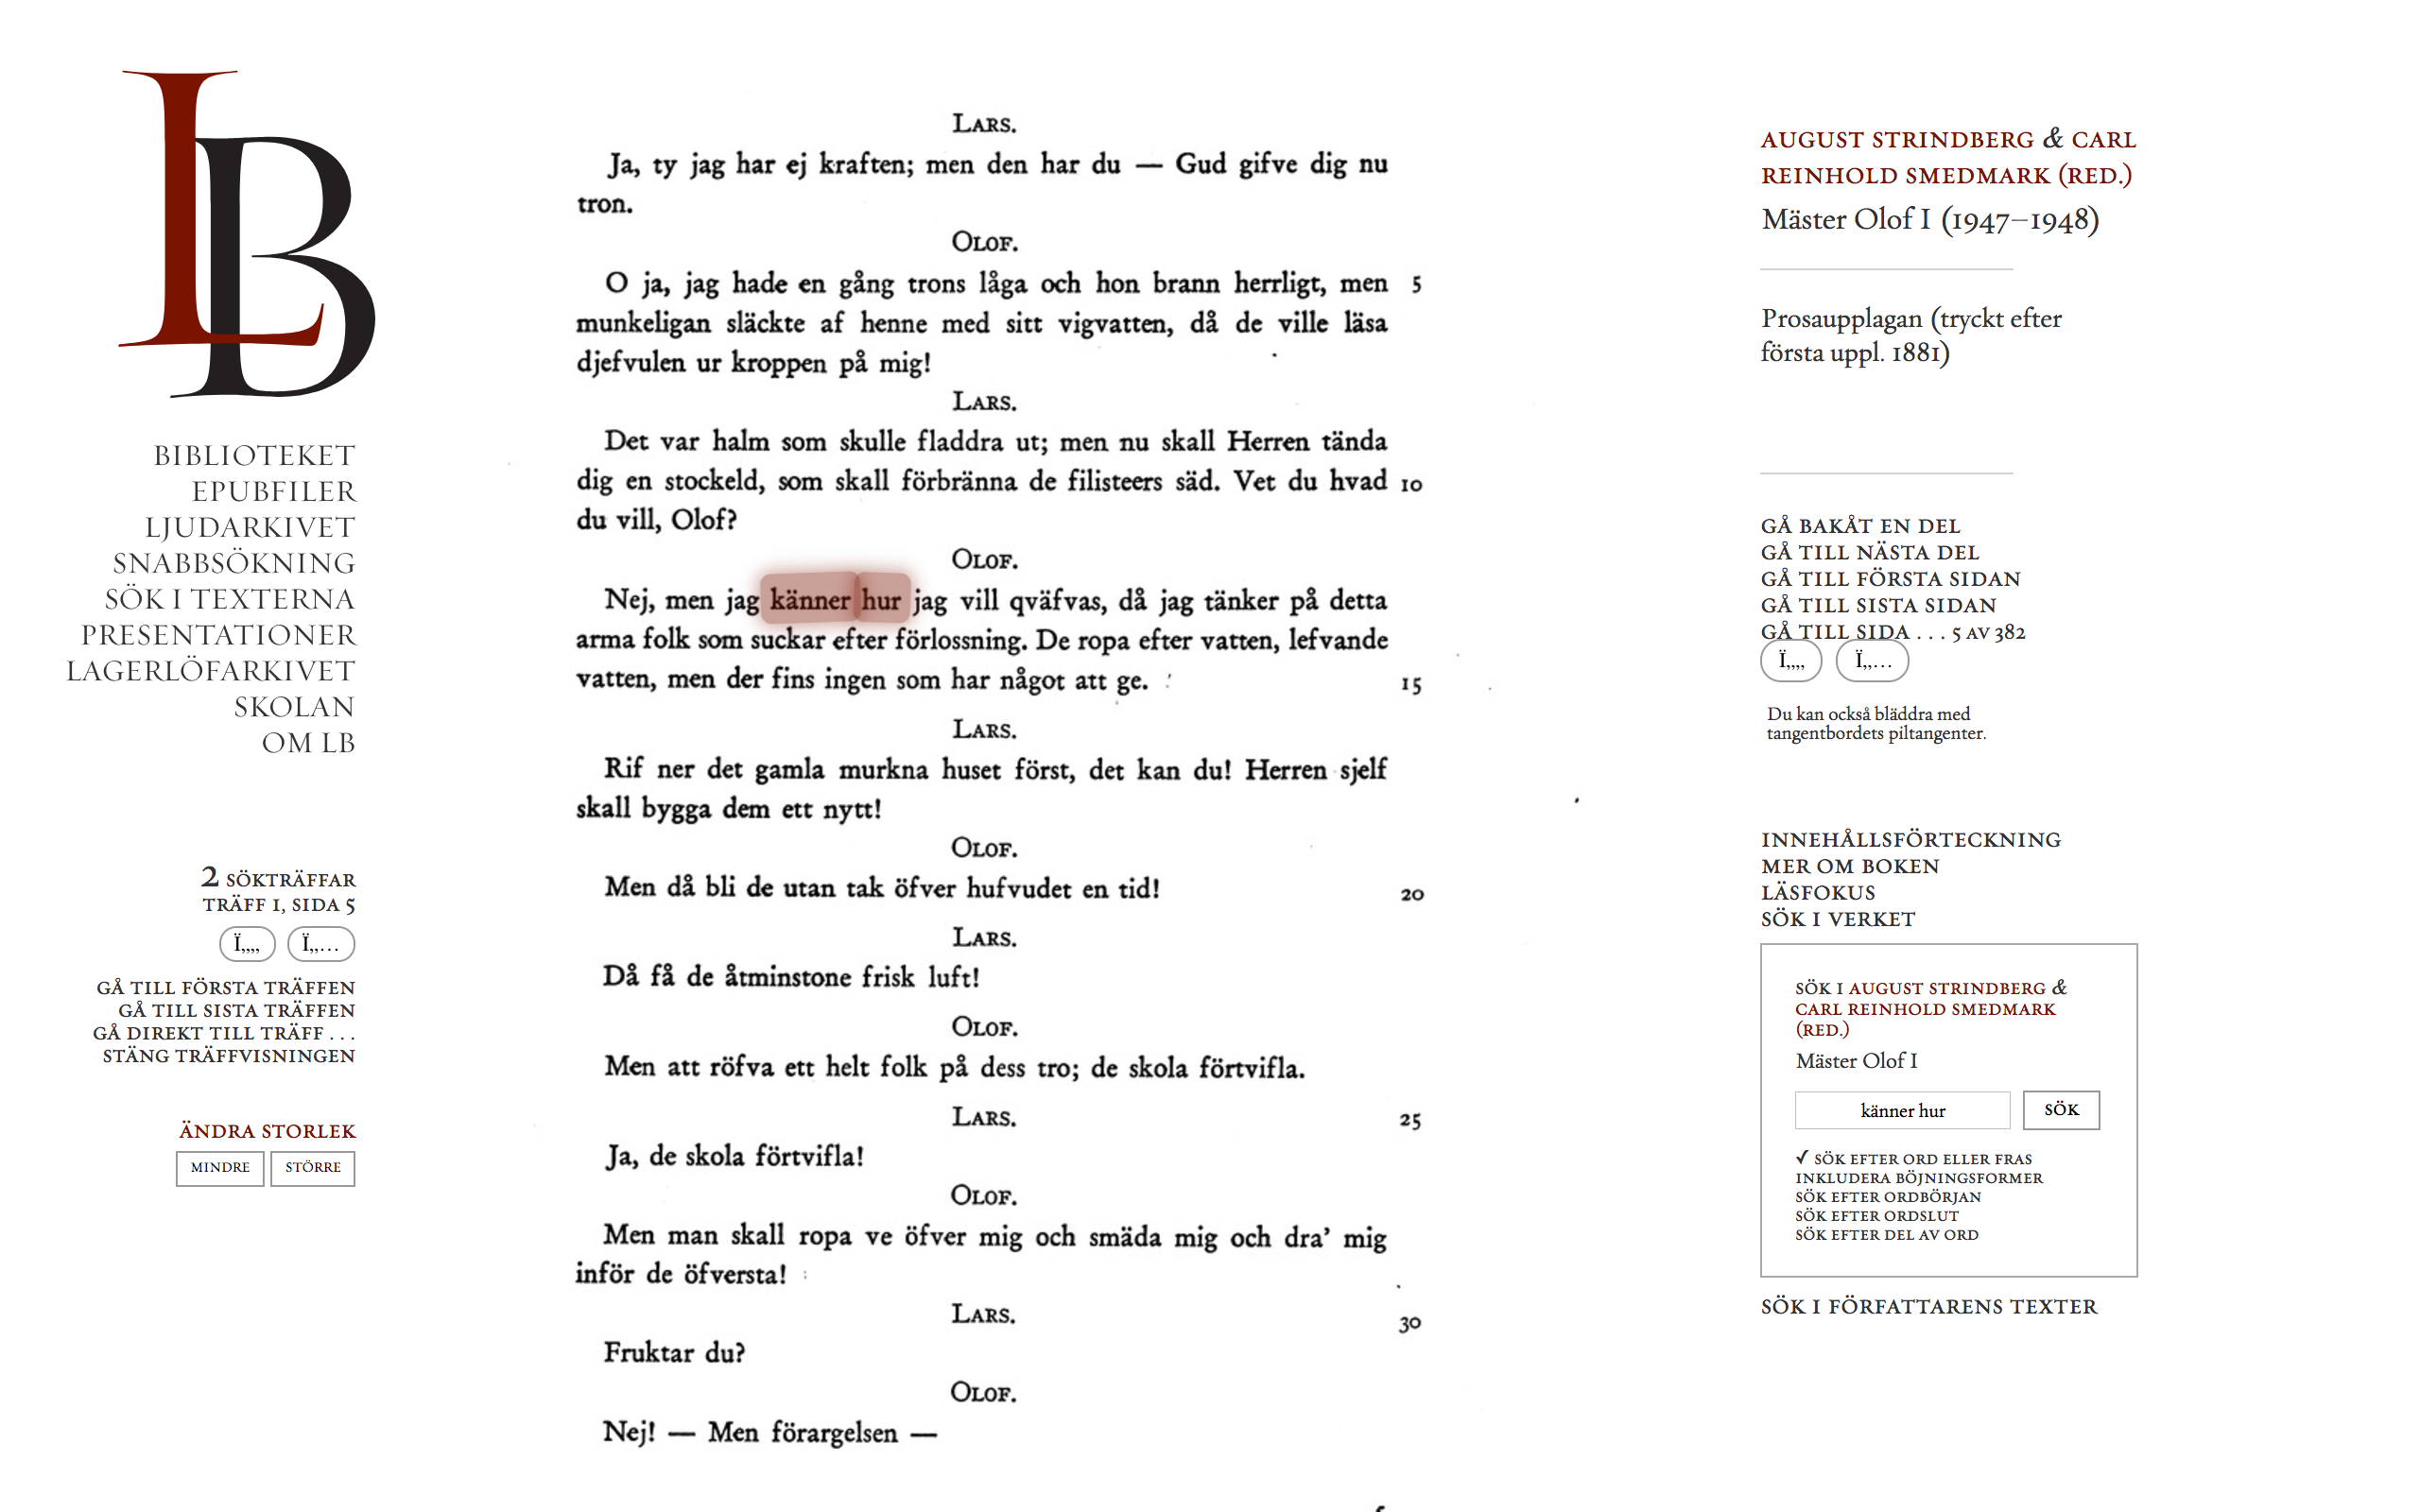 LB
BIBLIOTEKET
EPUBFILER
LJUDARKIVET
SNABBSÖKNING
SÖK I TEXTERNA
PRESENTATIONER
LAGERLÖFARKIVET
SKOLAN
OM LB
2 SÖKTRÄFFAR
TRÄFF 1, SIDA 5
Ï„„ Ï„…
GÅ TILL FÖRSTA TRÄFFEN
GÅ TILL SISTA TRÄFFEN
GÅ DIREKT TILL TRÄFF . . .
STÄNG TRÄFFVISNINGEN
ÄNDRA STORLEK
MINDRE STÖRRE
LARS.
Ja, ty jag har ej kraften; men den har du — Gud gifve dig nu
tron.
OLOF.
O ja, jag hade en gång trons låga och hon brann herrligt, men 5
munkeligan släckte af henne med sitt vigvatten, då de ville läsa
djefvulen ur kroppen på mig!
LARS.
Det var halm som skulle fladdra ut; men nu skall Herren tända
dig en stockeld, som skall förbränna de filisteers säd. Vet du hvad 10
du vill, Olof?
OLOF.
Nej, men jag känner hur jag vill qväfvas, då jag tänker på detta
arma folk som suckar efter förlossning. De ropa efter vatten, lefvande
vatten, men der fins ingen som har något att ge. 15
LARS.
Rif ner det gamla murkna huset först, det kan du! Herren sjelf
skall bygga dem ett nytt!
OLOF.
Men då bli de utan tak öfver hufvudet en tid! 20
LARS.
Då få de åtminstone frisk luft!
OLOF.
Men att röfva ett helt folk på dess tro; de skola förtvifla.
LARS. 25
Ja, de skola förtvifla!
OLOF.
Men man skall ropa ve öfver mig och smäda mig och dra’ mig
inför de öfversta!
LARS. 30
Fruktar du?
OLOF.
Nej! — Men förargelsen —
AUGUST STRINDBERG & CARL
REINHOLD SMEDMARK (RED.)
Mäster Olof I (1947–1948)
Prosaupplagan (tryckt efter
första uppl. 1881)
GÅ BAKÅT EN DEL
GÅ TILL NÄSTA DEL
GÅ TILL FÖRSTA SIDAN
GÅ TILL SISTA SIDAN
GÅ TILL SIDA . . . 5 AV 382
Ï„„ Ï„…
Du kan också bläddra med
tangentbordets piltangenter.
INNEHÅLLSFÖRTECKNING
MER OM BOKEN
LÄSFOKUS
SÖK I VERKET
SÖK I AUGUST STRINDBERG &
CARL REINHOLD SMEDMARK
(RED.)
Mäster Olof I
känner hur SÖK
✓ SÖK EFTER ORD ELLER FRAS
INKLUDERA BÖJNINGSFORMER
SÖK EFTER ORDBÖRJAN
SÖK EFTER ORDSLUT
SÖK EFTER DEL AV ORD
SÖK I FÖRFATTARENS TEXTER